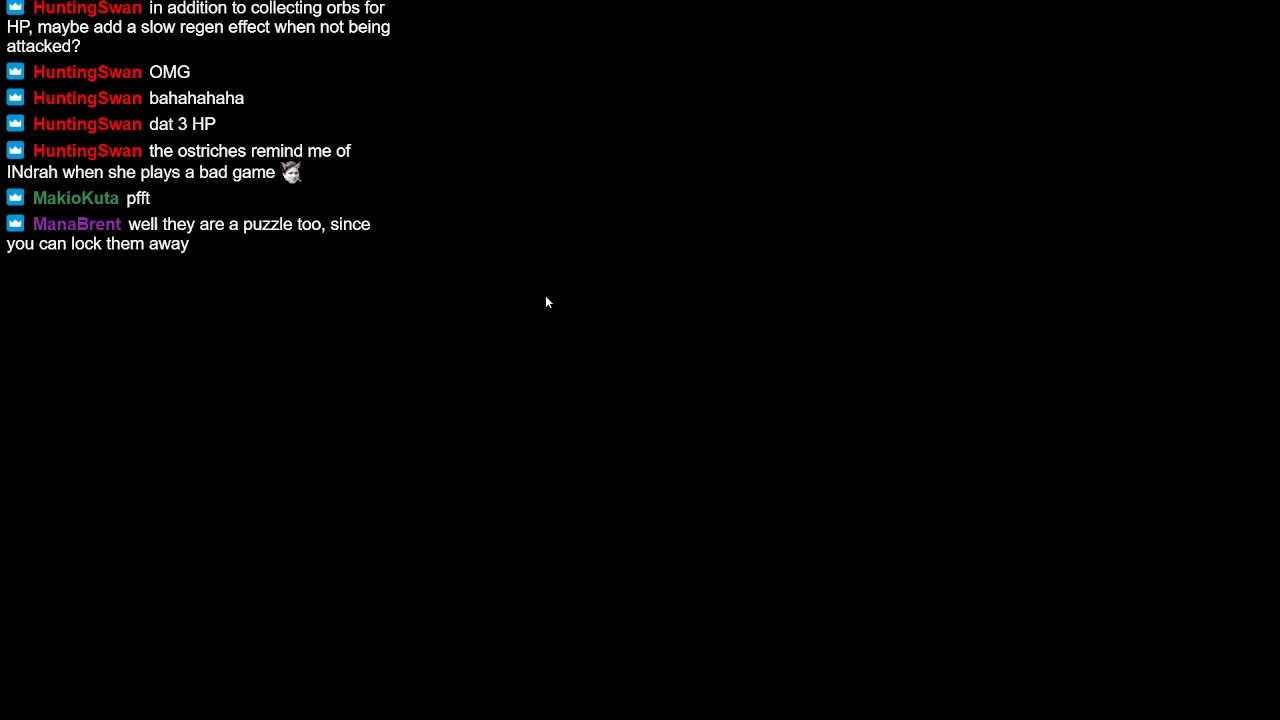 HuntingSwan in addition to collecting orbs for
HP, maybe add a slow regen effect when not being
attacked?
HuntingSwan OMG
HuntingSwan bahahahaha
HuntingSwan dat 3 HP
HuntingSwan the ostriches remind me of
INdrah when she plays a bad game
MakioKuta pfft
ManaBrent well they are a puzzle too, since
you can lock them away